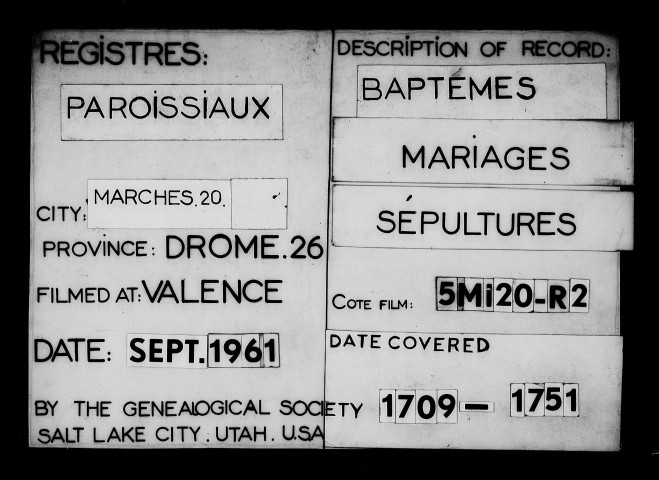 REGISTRES:
PAROISSIAUX
CITY: MARCHES.20.
PROVINCE: DROME.26
FILMED AT: VALENCE
DATE: SEPT. 1961
BY THE GENEALOGICAL SOCIETY
SALT LAKE CITY. UTAH. U.S.A
DESCRIPTION OF RECORD:
BAPTÉMES
MARIAGES
SÉPULTURES
COTE FILM: 5Mi20-R2
DATE COVERED
1709 — 1751